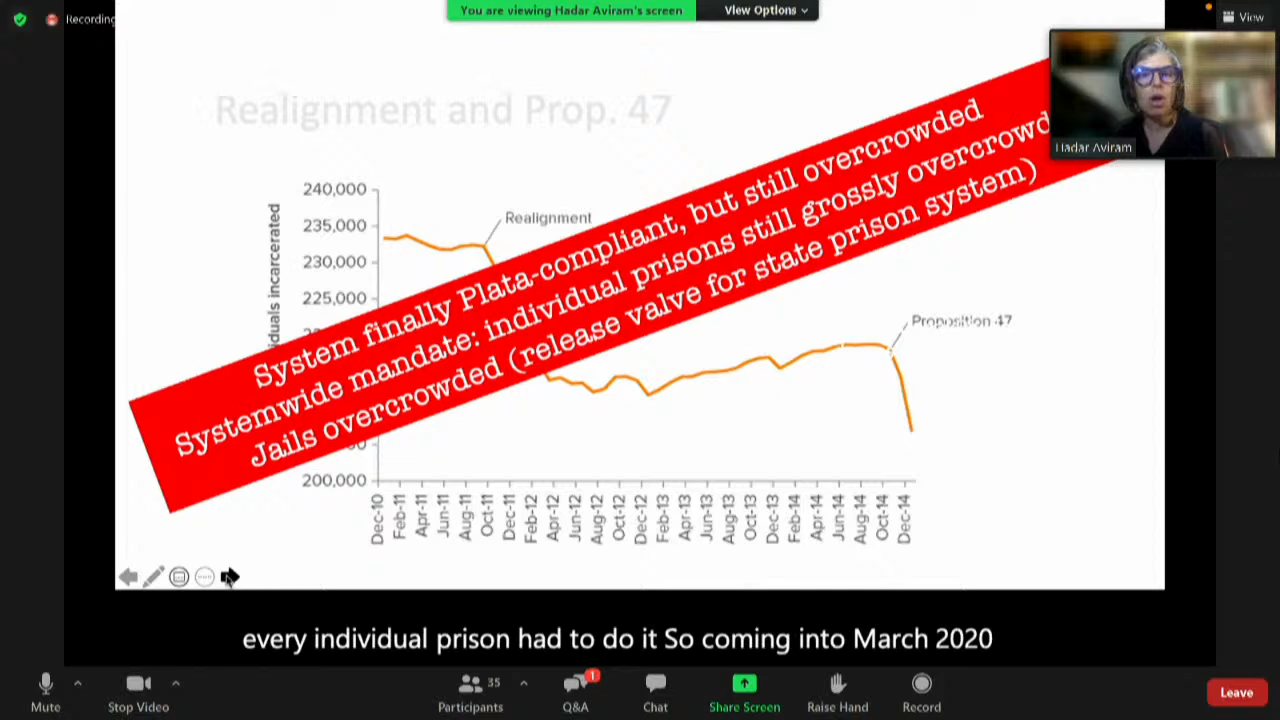 You are viewing Hadar Aviram's screen
View Options
Recording
View
Hadar Aviram
Realignment and Prop. 47
System finally Plata-compliant, but still overcrowded
Systemwide mandate: individual prisons still grossly overcrowd
Jails overcrowded (release valve for state prison system)
240,000
235,000
230,000
225,000
200,000
duals incarcerated
Realignment
Proposition 47
Dec-10
Feb-11
Apr-11
Jun-11
Aug-11
Oct-11
Dec-11
Feb-12
Apr-12
Jun-12
Aug-12
Oct-12
Dec-12
Feb-13
Apr-13
Jun-13
Aug-13
Oct-13
Dec-13
Feb-14
Apr-14
Jun-14
Aug-14
Oct-14
Dec-14
every individual prison had to do it So coming into March 2020
Mute
Stop Video
35
Participants
1
Q&A
Chat
Share Screen
Raise Hand
Record
Leave